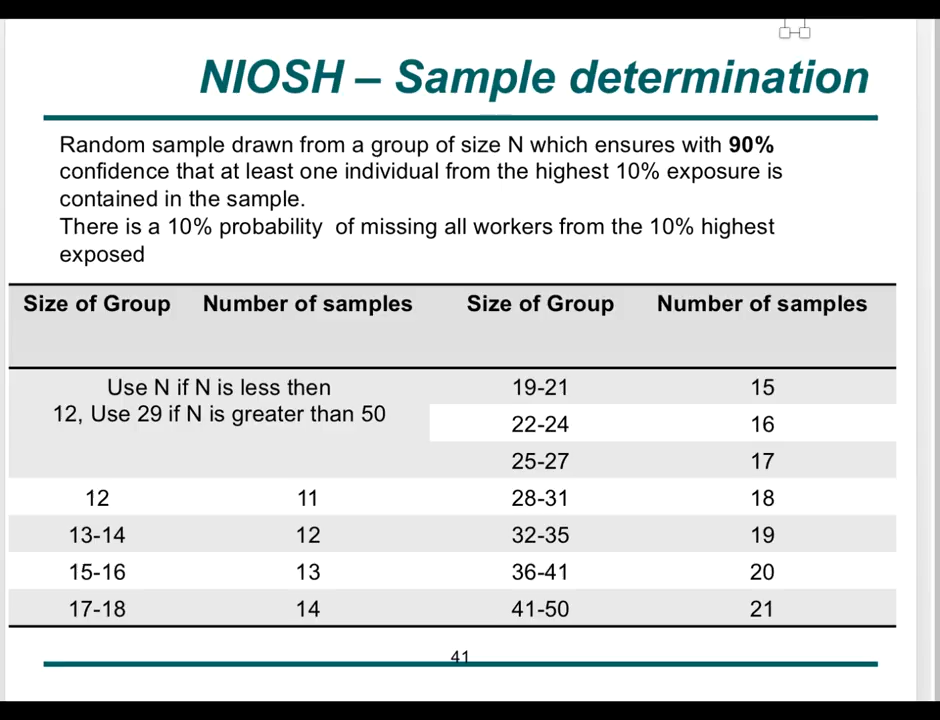 NIOSH – Sample determination
Random sample drawn from a group of size N which ensures with 90%
confidence that at least one individual from the highest 10% exposure is
contained in the sample.
There is a 10% probability of missing all workers from the 10% highest
exposed
Size of Group Number of samples Size of Group Number of samples
Use N if N is less then
12, Use 29 if N is greater than 50
19-21 15
22-24 16
25-27 17
12 11 28-31 18
13-14 12 32-35 19
15-16 13 36-41 20
17-18 14 41-50 21
41